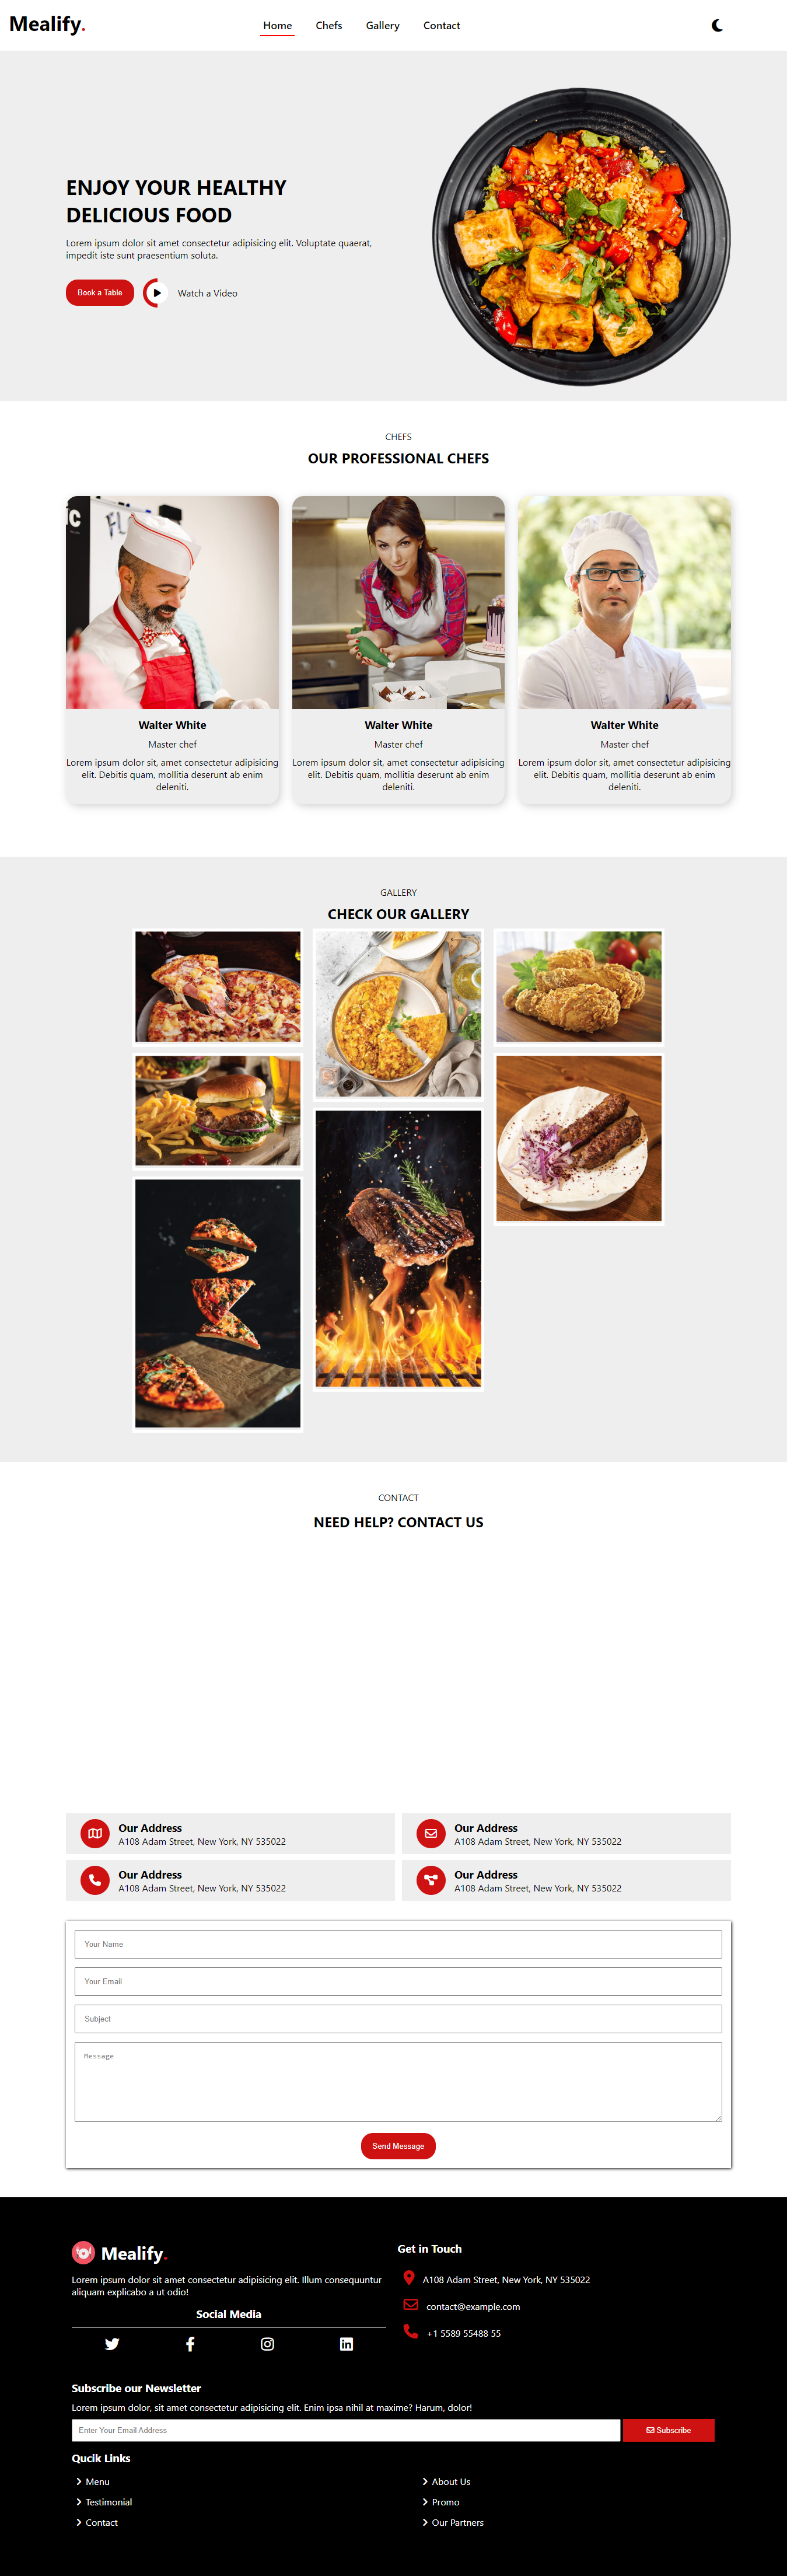 Mealify.
Home Chefs Gallery Contact
ENJOY YOUR HEALTHY
DELICIOUS FOOD
Lorem ipsum dolor sit amet consectetur adipisicing elit. Voluptate quaerat,
impedit iste sunt praesentium soluta.
Book a Table
Watch a Video
CHEFS
OUR PROFESSIONAL CHEFS
Walter White
Master chef
Lorem ipsum dolor sit, amet consectetur adipisicing
elit. Debitis quam, mollitia deserunt ab enim
deleniti.
Walter White
Master chef
Lorem ipsum dolor sit, amet consectetur adipisicing
elit. Debitis quam, mollitia deserunt ab enim
deleniti.
Walter White
Master chef
Lorem ipsum dolor sit, amet consectetur adipisicing
elit. Debitis quam, mollitia deserunt ab enim
deleniti.
GALLERY
CHECK OUR GALLERY
CONTACT
NEED HELP? CONTACT US
Our Address
A108 Adam Street, New York, NY 535022
Our Address
A108 Adam Street, New York, NY 535022
Our Address
A108 Adam Street, New York, NY 535022
Our Address
A108 Adam Street, New York, NY 535022
Your Name
Your Email
Subject
Message
Send Message
Mealify.
Lorem ipsum dolor sit amet consectetur adipisicing elit. Illum consequuntur
aliquam explicabo a ut odio!
Social Media
Get in Touch
A108 Adam Street, New York, NY 535022
contact@example.com
+1 5589 55488 55
Subscribe our Newsletter
Lorem ipsum dolor, sit amet consectetur adipisicing elit. Enim ipsa nihil at maxime? Harum, dolor!
Enter Your Email Address
Subscribe
Qucik Links
Menu
About Us
Testimonial
Promo
Contact
Our Partners